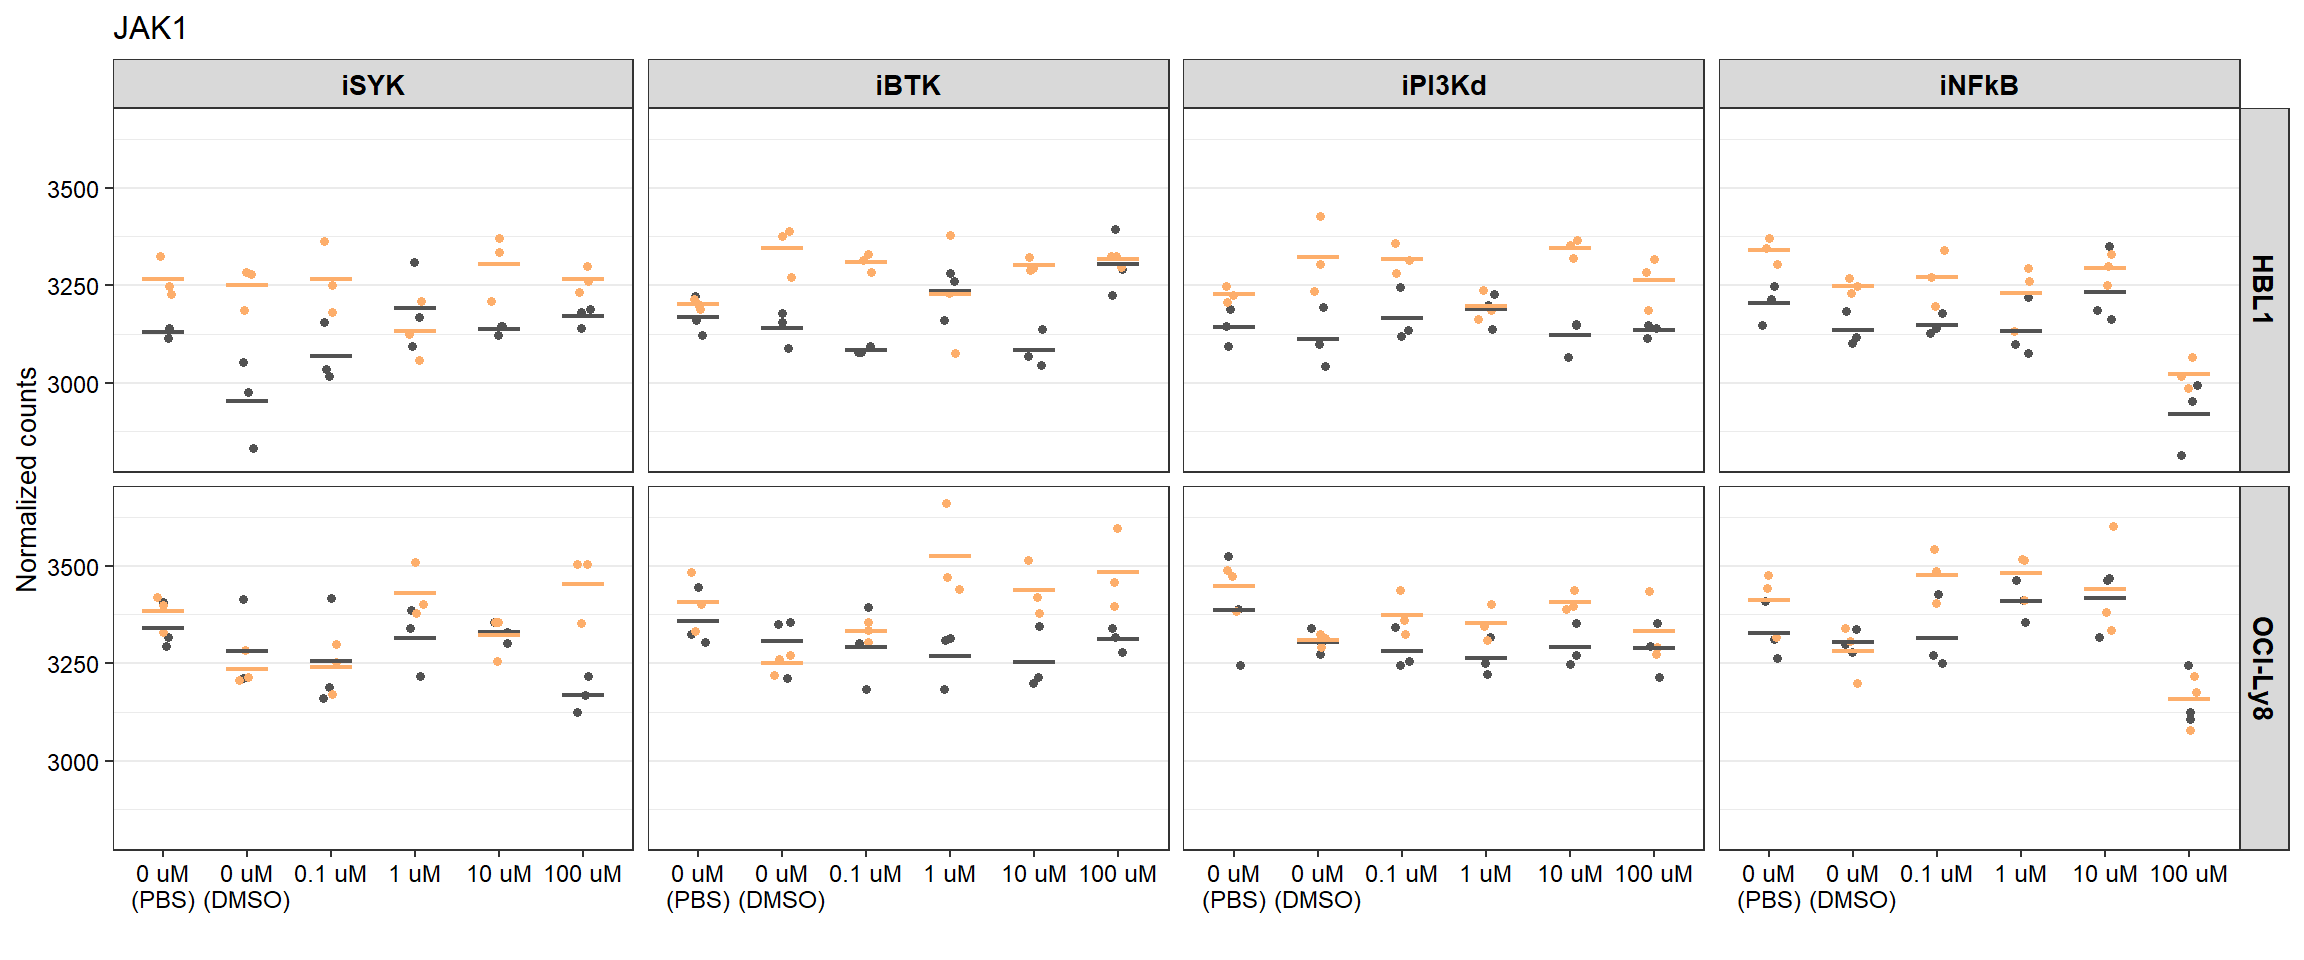 JAK1
iSYK
iBTK
iPI3Kd
iNFkB
HBL1
OCI-Ly8
Normalized counts
3500
3250
3000
3500
3250
3000
0 uM (PBS) 0 uM (DMSO) 0.1 uM 1 uM 10 uM 100 uM
0 uM (PBS) 0 uM (DMSO) 0.1 uM 1 uM 10 uM 100 uM
0 uM (PBS) 0 uM (DMSO) 0.1 uM 1 uM 10 uM 100 uM
0 uM (PBS) 0 uM (DMSO) 0.1 uM 1 uM 10 uM 100 uM